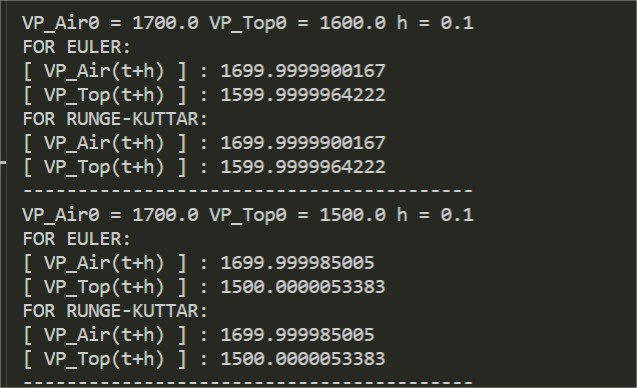 VP_Air0 = 1700.0 VP_Top0 = 1600.0 h = 0.1
FOR EULER:
[ VP_Air(t+h) ] : 1699.9999900167
[ VP_Top(t+h) ] : 1599.9999964222
FOR RUNGE-KUTTAR:
[ VP_Air(t+h) ] : 1699.9999900167
[ VP_Top(t+h) ] : 1599.9999964222
-----------------------------------------
VP_Air0 = 1700.0 VP_Top0 = 1500.0 h = 0.1
FOR EULER:
[ VP_Air(t+h) ] : 1699.999985005
[ VP_Top(t+h) ] : 1500.0000053383
FOR RUNGE-KUTTAR:
[ VP_Air(t+h) ] : 1699.999985005
[ VP_Top(t+h) ] : 1500.0000053383
-----------------------------------------